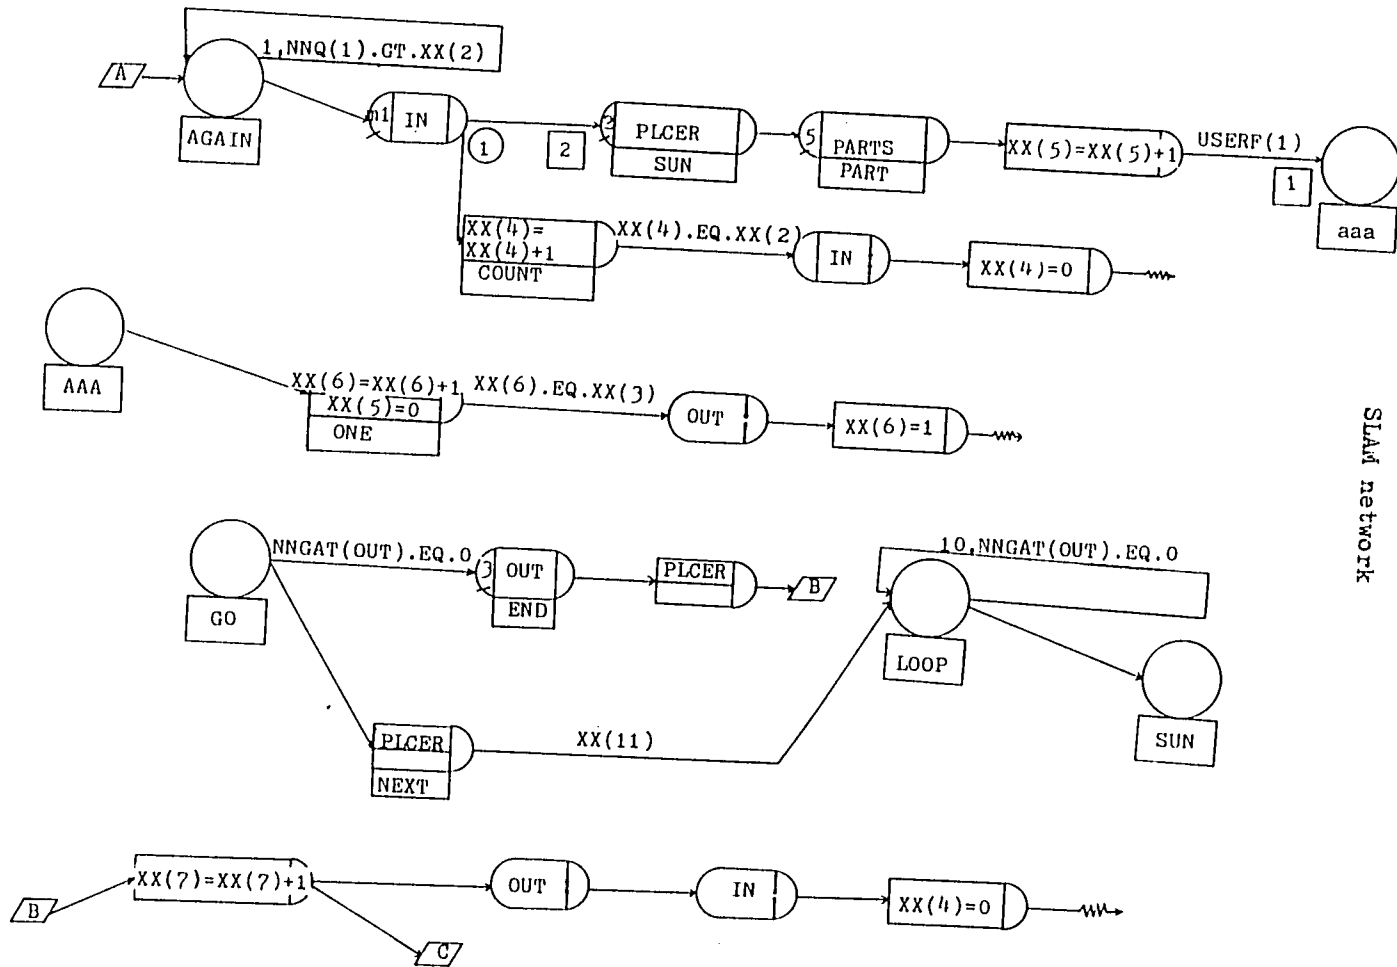 1,NNQ(1).GT.XX(2)
A
AGAIN
m1 IN
1
2
2 PLCER
SUN
5 PARTS
PART
XX(5)=XX(5)+1
USERF(1)
1
aaa
XX(4)=
XX(4)+1
COUNT
XX(4).EQ.XX(2)
IN
XX(4)=0
AAA
XX(6)=XX(6)+1
XX(5)=0
ONE
XX(6).EQ.XX(3)
OUT
XX(6)=1
SLAM network
GO
NNGAT(OUT).EQ.0
3 OUT
END
PLCER
B
10,NNGAT(OUT).EQ.0
LOOP
SUN
PLCER
NEXT
XX(11)
B
XX(7)=XX(7)+1
OUT
IN
XX(4)=0
C